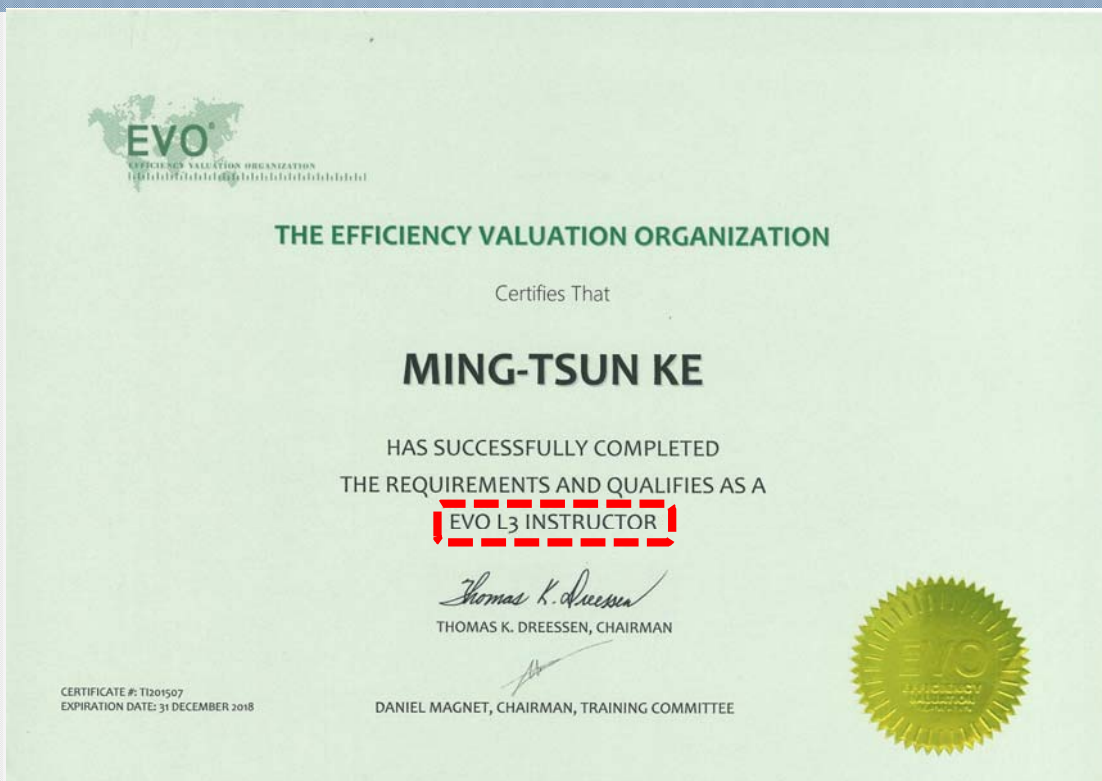 EVO®
EFFICIENCY VALUATION ORGANIZATION
THE EFFICIENCY VALUATION ORGANIZATION
Certifies That
MING-TSUN KE
HAS SUCCESSFULLY COMPLETED
THE REQUIREMENTS AND QUALIFIES AS A
EVO L3 INSTRUCTOR
Thomas K. Dreessen
THOMAS K. DREESSEN, CHAIRMAN
CERTIFICATE #: TI201507
EXPIRATION DATE: 31 DECEMBER 2018
DANIEL MAGNET, CHAIRMAN, TRAINING COMMITTEE
EVO
EFFICIENCY
VALUATION